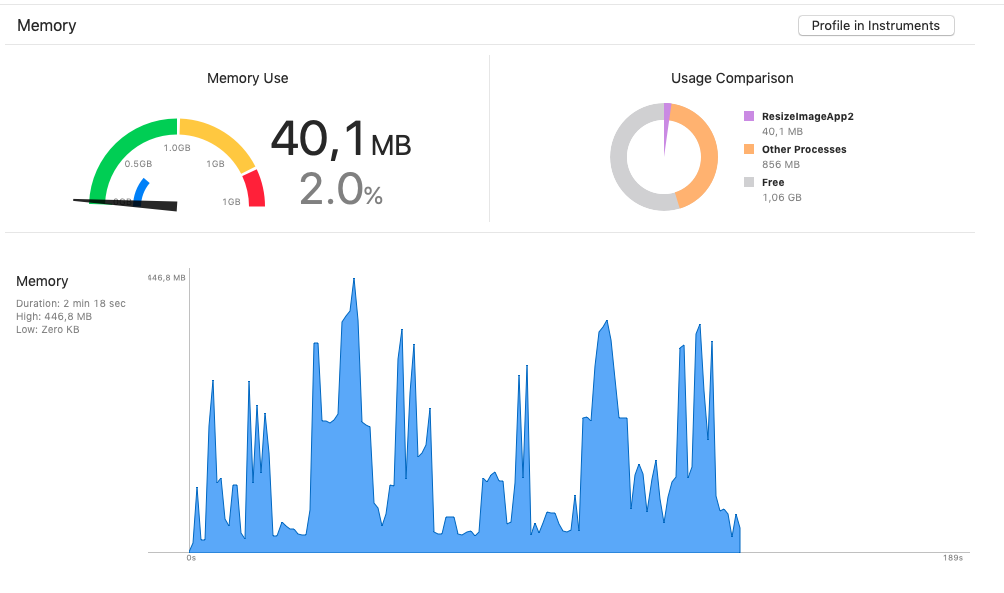 Memory
Profile in Instruments
Memory Use
Usage Comparison
40,1 MB
2.0%
0.5GB
1.0GB
1GB
1GB
ResizeImageApp2
40,1 MB
Other Processes
856 MB
Free
1,06 GB
Memory
Duration: 2 min 18 sec
High: 446,8 MB
Low: Zero KB
446,8 MB
0s
189s